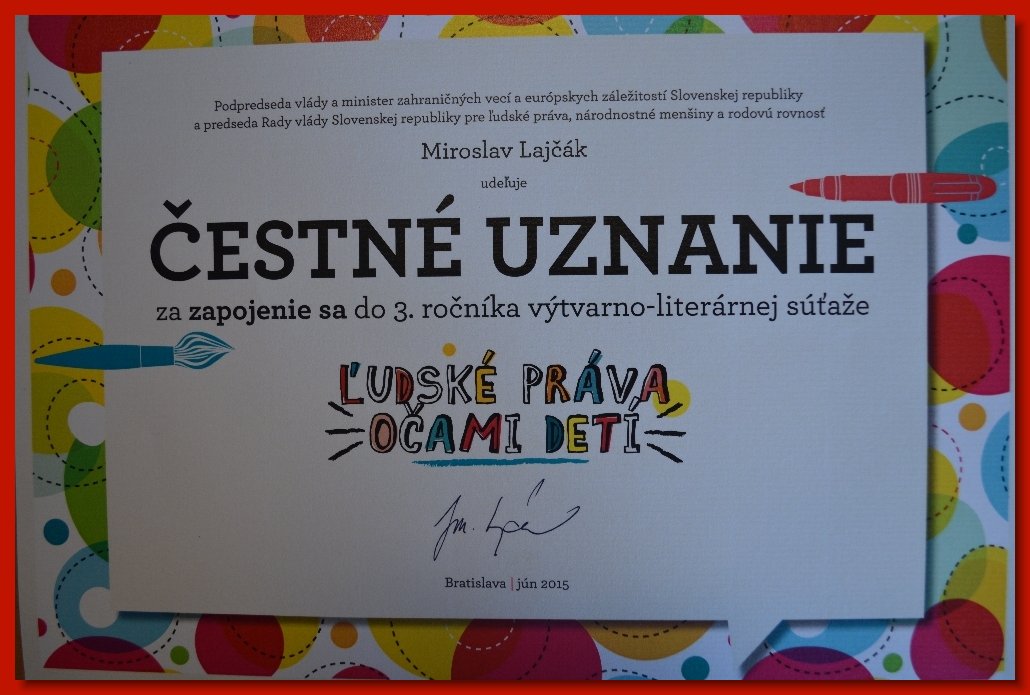 Podpredseda vlády a minister zahraničných vecí a európskych záležitostí Slovenskej republiky
a predseda Rady vlády Slovenskej republiky pre ľudské práva, národnostné menšiny a rodovú rovnosť
Miroslav Lajčák
udeľuje
ČESTNÉ UZNANIE
za zapojenie sa do 3. ročníka výtvarno-literárnej súťaže
ĽUDSKÉ PRÁVA
OČAMI DETÍ
Bratislava | jún 2015